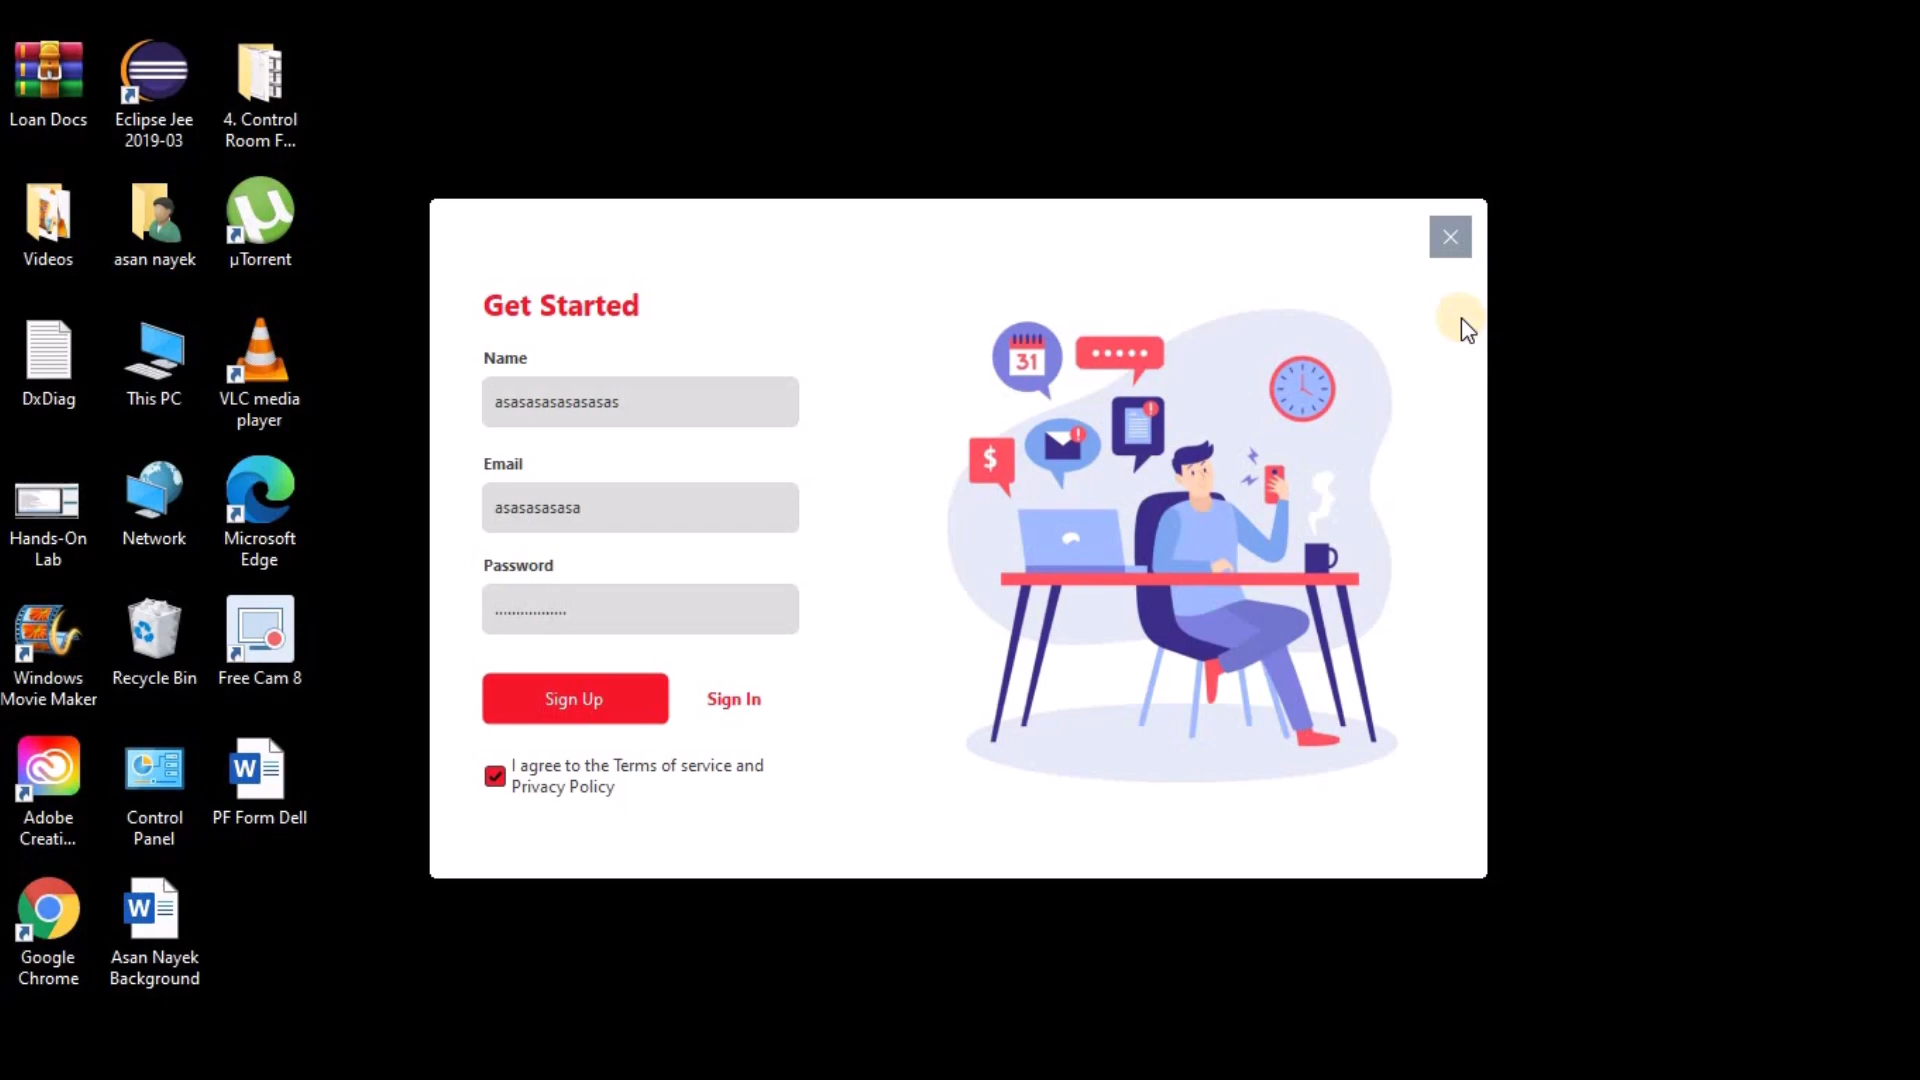 Loan Docs
Eclipse Jee
2019-03
4. Control
Room F...
Videos
asan nayek
µTorrent
DxDiag
This PC
VLC media
player
Hands-On
Lab
Network
Microsoft
Edge
Windows
Movie Maker
Recycle Bin
Free Cam 8
Adobe
Creati...
Control
Panel
PF Form Dell
Google
Chrome
Asan Nayek
Background
Get Started
Name
asasasasasasasas
Email
asasasasasa
Password
Sign Up
Sign In
I agree to the Terms of service and
Privacy Policy
31
$
!
!
W
W